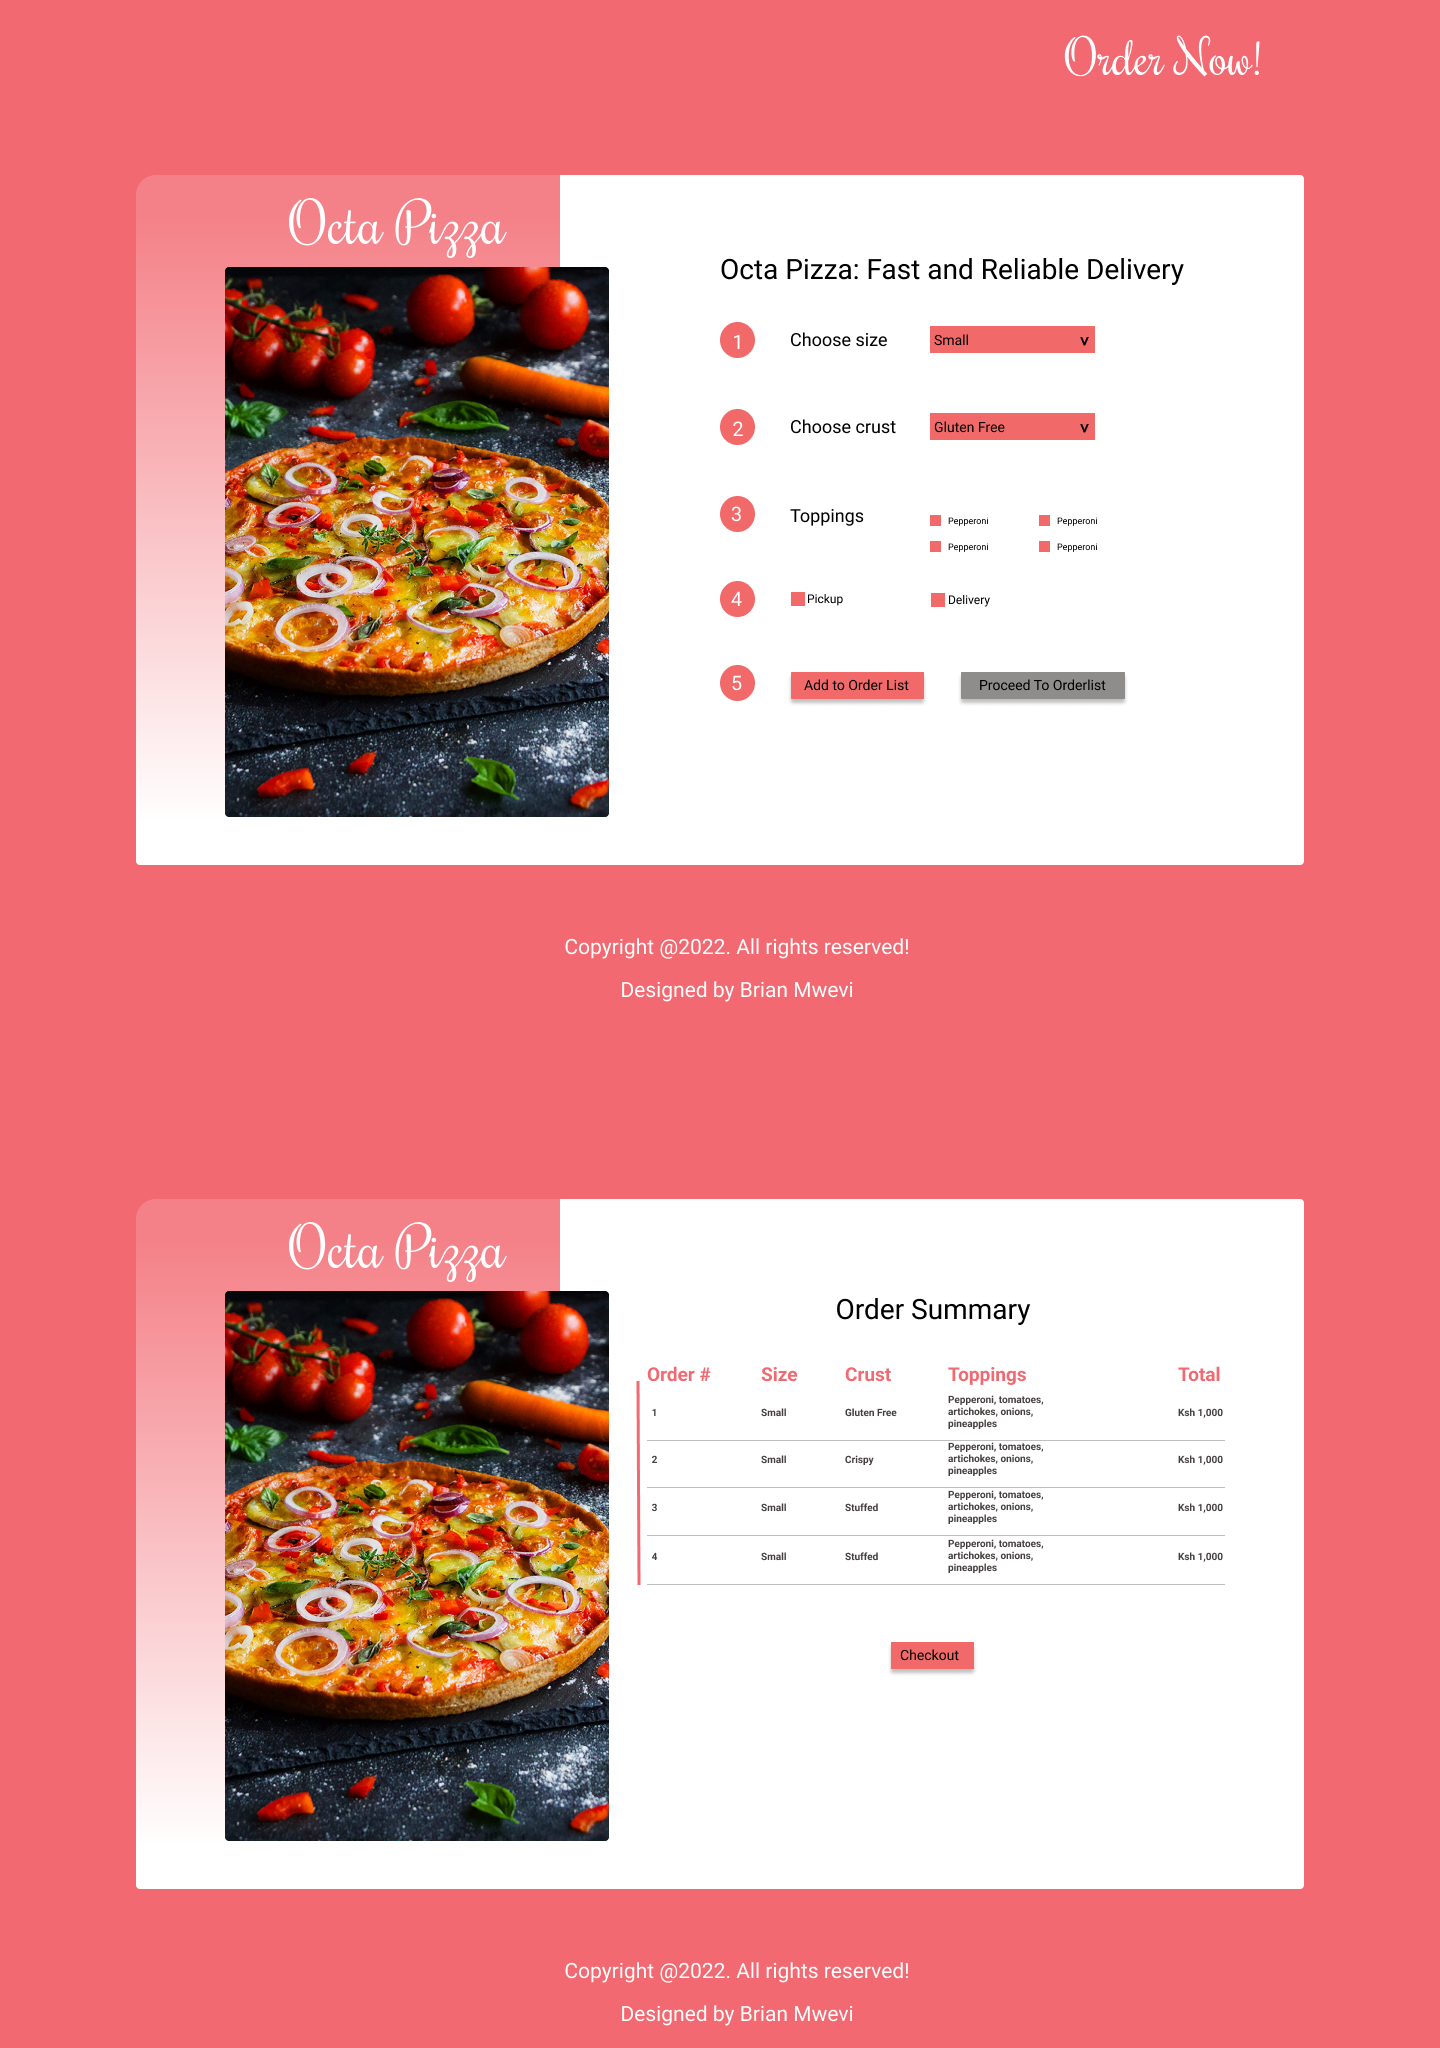 Order Now!
Octa Pizza
Octa Pizza: Fast and Reliable Delivery
1 Choose size Small v
2 Choose crust Gluten Free v
3 Toppings Pepperoni Pepperoni
Pepperoni Pepperoni
4 Pickup Delivery
5 Add to Order List Proceed To Orderlist
Copyright @2022. All rights reserved!
Designed by Brian Mwevi
Octa Pizza
Order Summary
Order # Size Crust Toppings Total
1 Small Gluten Free Pepperoni, tomatoes,
artichokes, onions,
pineapples Ksh 1,000
2 Small Crispy Pepperoni, tomatoes,
artichokes, onions,
pineapples Ksh 1,000
3 Small Stuffed Pepperoni, tomatoes,
artichokes, onions,
pineapples Ksh 1,000
4 Small Stuffed Pepperoni, tomatoes,
artichokes, onions,
pineapples Ksh 1,000
Checkout
Copyright @2022. All rights reserved!
Designed by Brian Mwevi